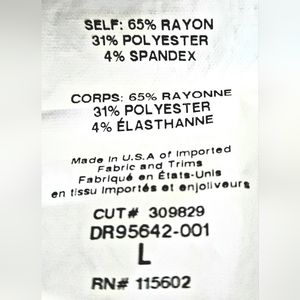 SELF: 65% RAYON
31% POLYESTER
4% SPANDEX
CORPS: 65% RAYONNE
31% POLYESTER
4% ÉLASTHANNE
Made in U.S.A of Imported
Fabric and Trims
Fabriqué en États-Unis
en tissu importés et enjoliveurs
CUT# 309829
DR95642-001
L
RN# 115602